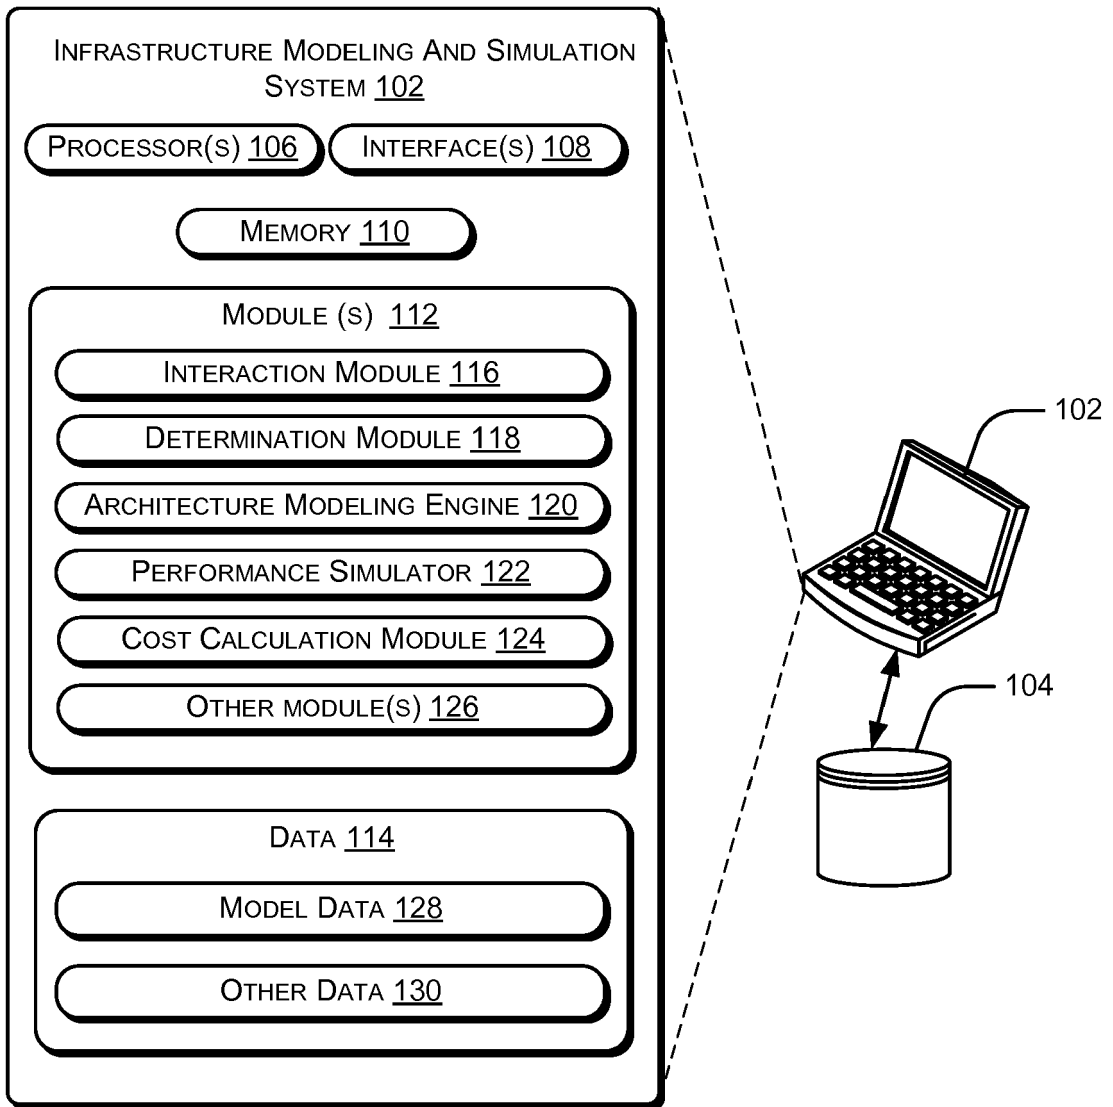 INFRASTRUCTURE MODELING AND SIMULATION
SYSTEM 102
PROCESSOR(S) 106
INTERFACE(S) 108
MEMORY 110
MODULE (S) 112
INTERACTION MODULE 116
DETERMINATION MODULE 118
ARCHITECTURE MODELING ENGINE 120
PERFORMANCE SIMULATOR 122
COST CALCULATION MODULE 124
OTHER MODULE(S) 126
DATA 114
MODEL DATA 128
OTHER DATA 130
102
104